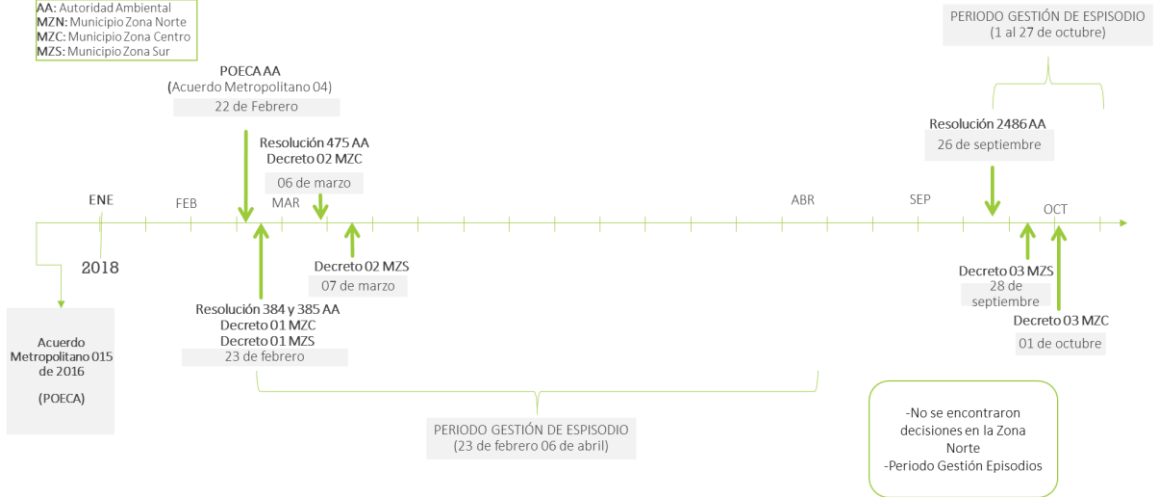 AA: Autoridad Ambiental
MZN: Municipio Zona Norte
MZC: Municipio Zona Centro
MZS: Municipio Zona Sur
PERIODO GESTIÓN DE ESPISODIO
(1 al 27 de octubre)
POECA AA
(Acuerdo Metropolitano 04)
22 de Febrero
Resolución 475 AA
Decreto 02 MZC
06 de marzo
Resolución 2486 AA
26 de septiembre
ENE
FEB
MAR
ABR
SEP
OCT
2018
Decreto 02 MZS
07 de marzo
Resolución 384 y 385 AA
Decreto 01 MZC
Decreto 01 MZS
23 de febrero
Decreto 03 MZS
28 de
septiembre
Decreto 03 MZC
01 de octubre
Acuerdo
Metropolitano 015
de 2016
(POECA)
PERIODO GESTIÓN DE ESPISODIO
(23 de febrero 06 de abril)
-No se encontraron
decisiones en la Zona
Norte
-Periodo Gestión Episodios